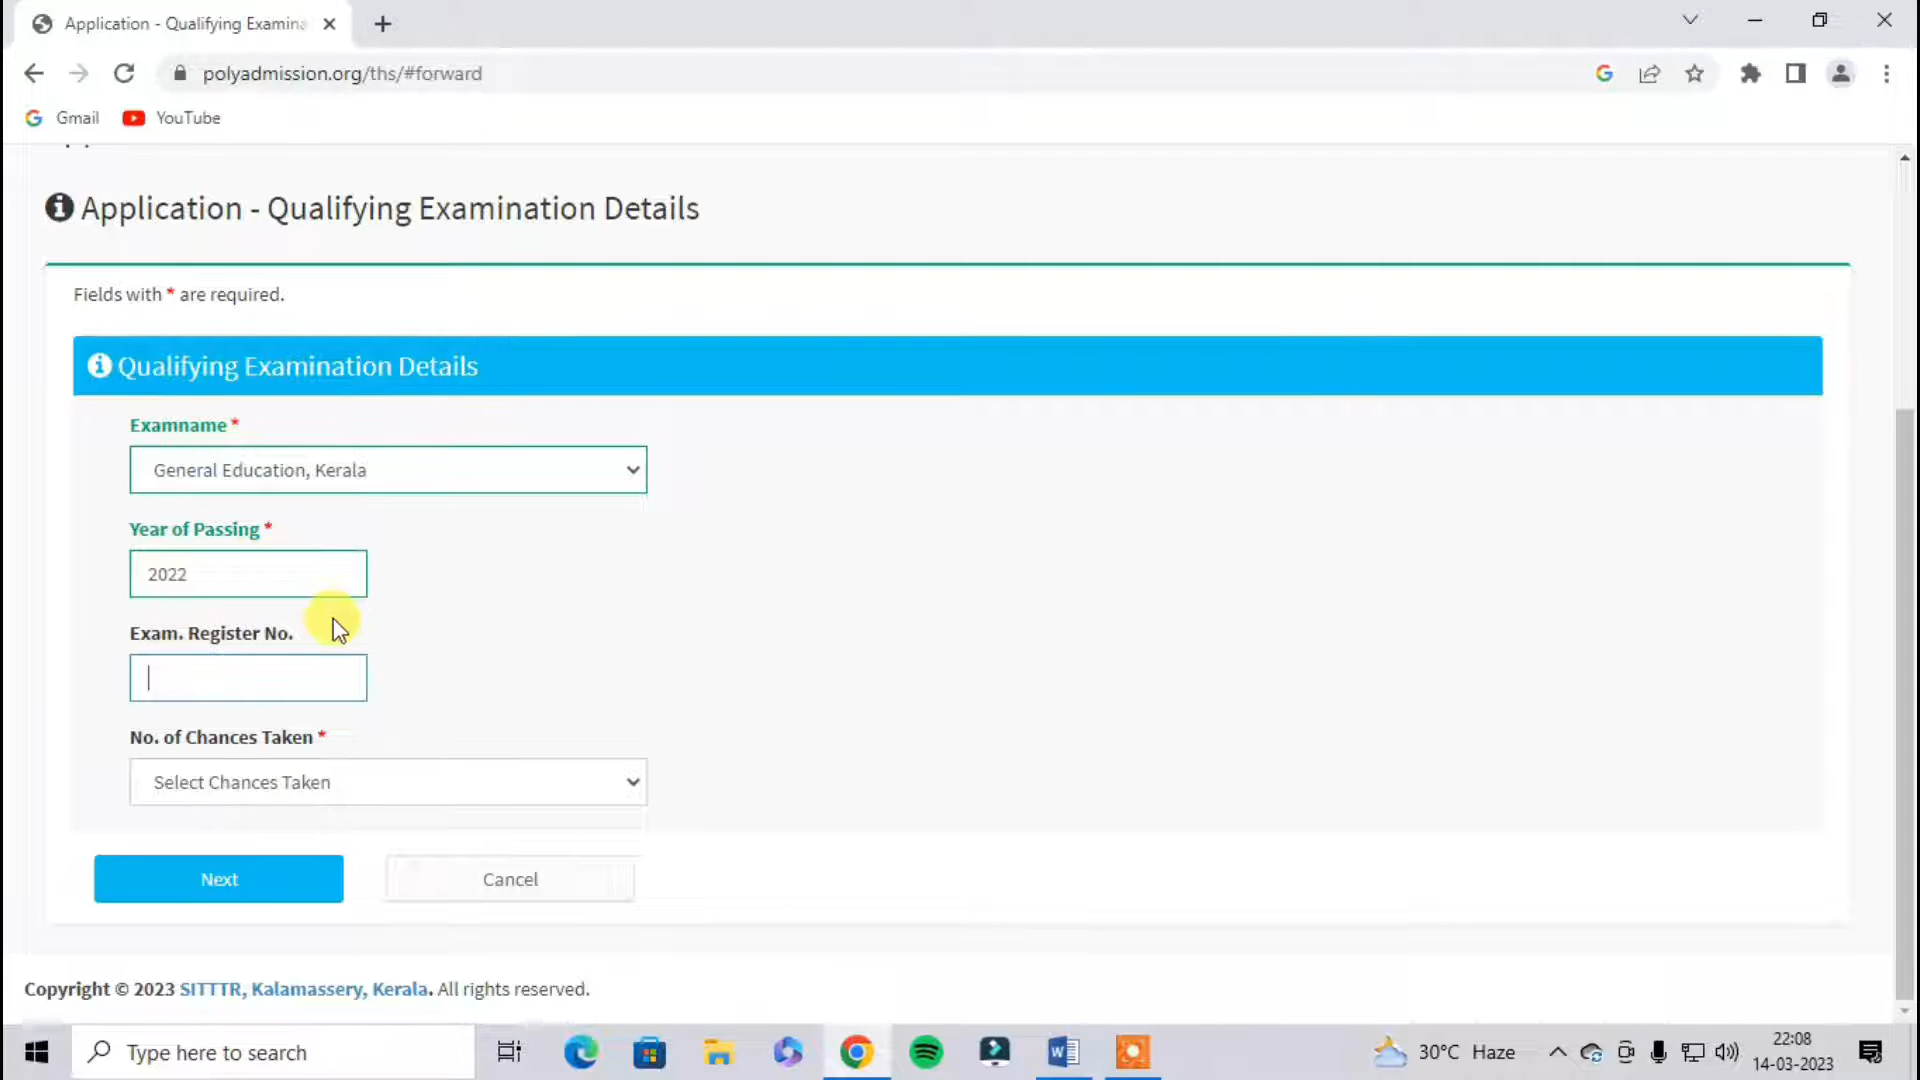 Application - Qualifying Examina
polyadmission.org/ths/#forward
Gmail
YouTube
Application - Qualifying Examination Details
Fields with * are required.
Qualifying Examination Details
Examname *
General Education, Kerala
Year of Passing *
2022
Exam. Register No.
No. of Chances Taken *
Select Chances Taken
Next
Cancel
Copyright © 2023 SITTTR, Kalamassery, Kerala. All rights reserved.
Type here to search
30°C Haze
22:08
14-03-2023